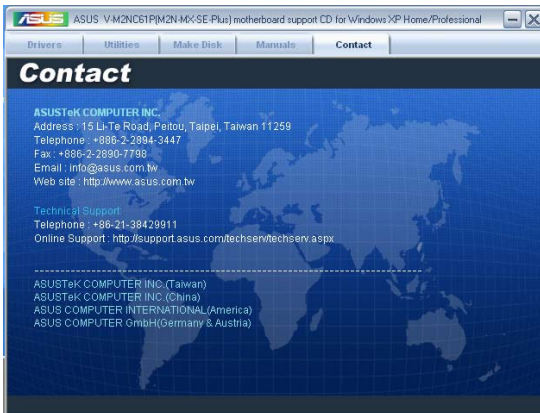 ASUS ASUS V-M2NC61P(M2N-MX-SE-Plus) motherboard support CD for Windows XP Home/Professional
Drivers Utilities Make Disk Manuals Contact
Contact
ASUSTeK COMPUTER INC.
Address : 15 Li-Te Road, Peitou, Taipei, Taiwan 11259
Telephone : +886-2-2894-3447
Fax : +886-2-2890-7798
Email : info@asus.com.tw
Web site : http://www.asus.com.tw
Technical Support
Telephone : +86-21-38429911
Online Support : http://support.asus.com/techserv/techserv.aspx
ASUSTeK COMPUTER INC.(Taiwan)
ASUSTeK COMPUTER INC.(China)
ASUS COMPUTER INTERNATIONAL(America)
ASUS COMPUTER GmbH(Germany & Austria)